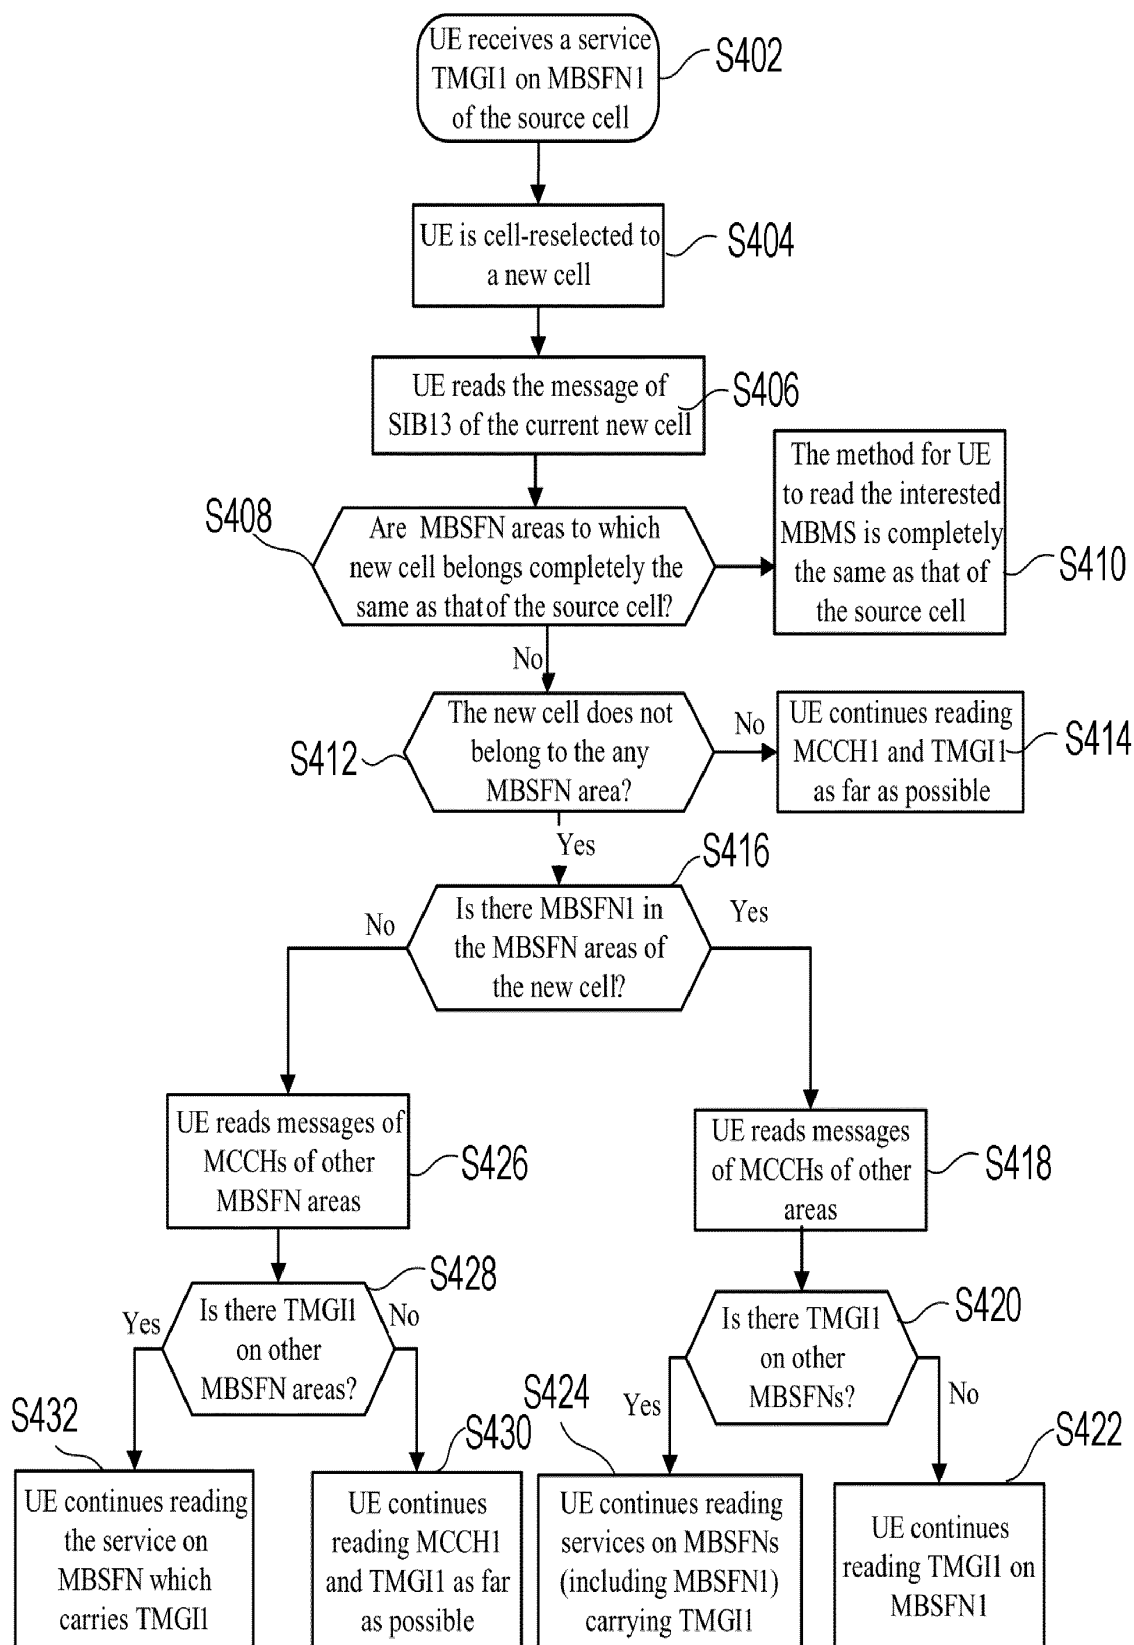 UE receives a service
TMGI1 on MBSFN1
of the source cell
S402
UE is cell-reselected to
a new cell
S404
UE reads the message of
SIB13 of the current new cell
S406
S408
Are MBSFN areas to which
new cell belongs completely the
same as that of the source cell?
The method for UE
to read the interested
MBMS is completely
the same as that of
the source cell
S410
No
S412
The new cell does not
belong to the any
MBSFN area?
No
UE continues reading
MCCH1 and TMGI1
as far as possible
S414
Yes
S416
No
Is there MBSFN1 in
the MBSFN areas of
the new cell?
Yes
UE reads messages of
MCCHs of other
MBSFN areas
S426
UE reads messages
of MCCHs of other
areas
S418
S428
Yes
Is there TMGI1
on other
MBSFN areas?
No
S420
Is there TMGI1
on other
MBSFNs?
Yes
No
S432
S430
S424
S422
UE continues reading
the service on
MBSFN which
carries TMGI1
UE continues
reading MCCH1
and TMGI1 as far
as possible
UE continues reading
services on MBSFNs
(including MBSFN1)
carrying TMGI1
UE continues
reading TMGI1 on
MBSFN1